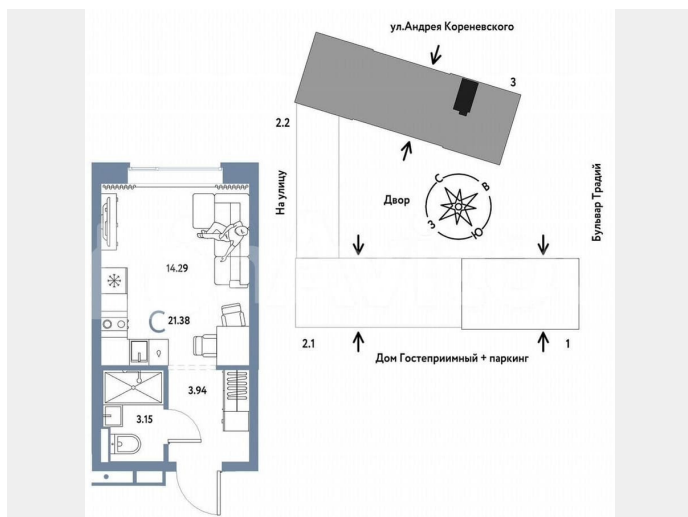 ул.Андрея Кореневского
3
2.2
На улицу
Двор
С
В
З
Ю
Бульвар Традий
14.29
С 21.38
3.94
3.15
2.1
1
Дом Гостеприимный + паркинг